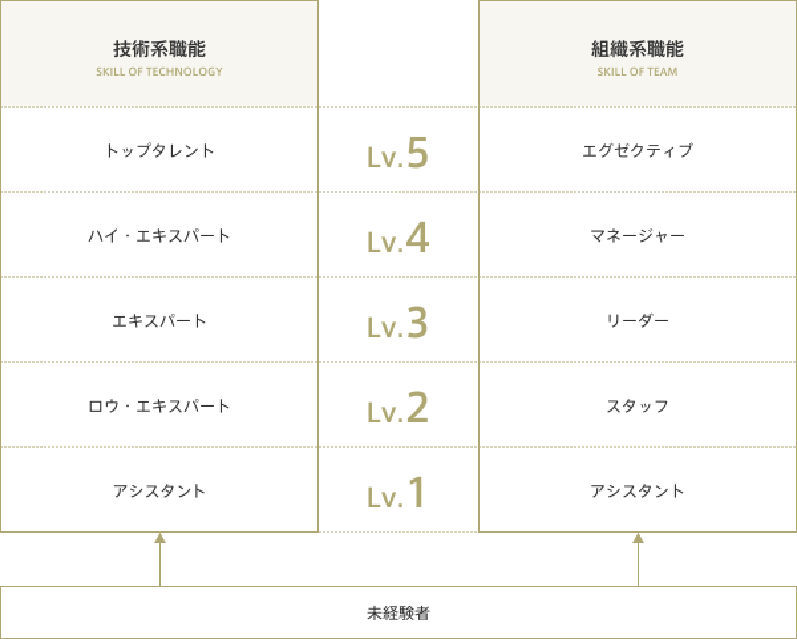 技術系職能
SKILL OF TECHNOLOGY
組織系職能
SKILL OF TEAM
トップタレント
Lv.5
エグゼクティブ
ハイ・エキスパート
Lv.4
マネージャー
エキスパート
Lv.3
リーダー
ロウ・エキスパート
Lv.2
スタッフ
アシスタント
Lv.1
アシスタント
未経験者